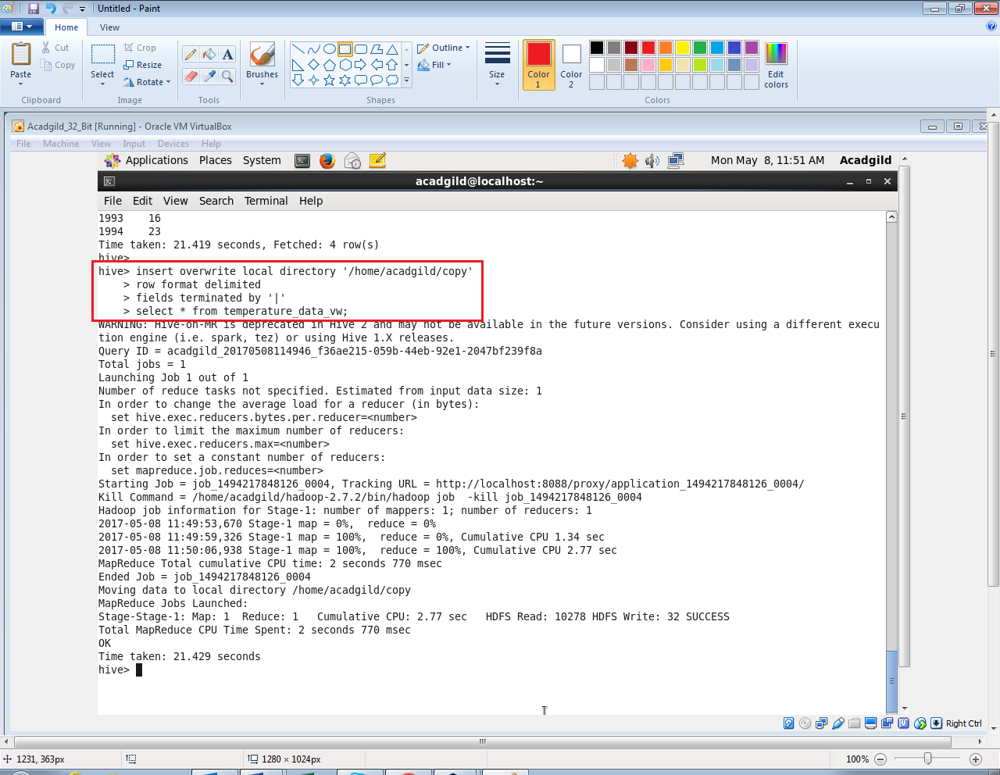 Untitled - Paint
Home View
Paste Cut Copy
Clipboard
Select Crop Resize Rotate
Image
A
Tools
Brushes
Outline Fill
Shapes
Size
Color 1 Color 2
Edit colors
Colors
Acadgild_32_Bit [Running] - Oracle VM VirtualBox
File Machine View Input Devices Help
Applications Places System Mon May 8, 11:51 AM Acadgild
acadgild@localhost:~
File Edit View Search Terminal Help
1993 16
1994 23
Time taken: 21.419 seconds, Fetched: 4 row(s)
hive>
hive> insert overwrite local directory '/home/acadgild/copy'
> row format delimited
> fields terminated by '|'
> select * from temperature_data_vw;
WARNING: Hive-on-MR is deprecated in Hive 2 and may not be available in the future versions. Consider using a different execu
tion engine (i.e. spark, tez) or using Hive 1.X releases.
Query ID = acadgild_20170508114946_f36ae215-059b-44eb-92e1-2047bf239f8a
Total jobs = 1
Launching Job 1 out of 1
Number of reduce tasks not specified. Estimated from input data size: 1
In order to change the average load for a reducer (in bytes):
set hive.exec.reducers.bytes.per.reducer=<number>
In order to limit the maximum number of reducers:
set hive.exec.reducers.max=<number>
In order to set a constant number of reducers:
set mapreduce.job.reduces=<number>
Starting Job = job_1494217848126_0004, Tracking URL = http://localhost:8088/proxy/application_1494217848126_0004/
Kill Command = /home/acadgild/hadoop-2.7.2/bin/hadoop job  -kill job_1494217848126_0004
Hadoop job information for Stage-1: number of mappers: 1; number of reducers: 1
2017-05-08 11:49:53,670 Stage-1 map = 0%,  reduce = 0%
2017-05-08 11:49:59,326 Stage-1 map = 100%,  reduce = 0%, Cumulative CPU 1.34 sec
2017-05-08 11:50:06,938 Stage-1 map = 100%,  reduce = 100%, Cumulative CPU 2.77 sec
MapReduce Total cumulative CPU time: 2 seconds 770 msec
Ended Job = job_1494217848126_0004
Moving data to local directory /home/acadgild/copy
MapReduce Jobs Launched:
Stage-Stage-1: Map: 1  Reduce: 1   Cumulative CPU: 2.77 sec   HDFS Read: 10278 HDFS Write: 32 SUCCESS
Total MapReduce CPU Time Spent: 2 seconds 770 msec
OK
Time taken: 21.429 seconds
hive>
Right Ctrl
1231, 363px 1280 × 1024px 100%